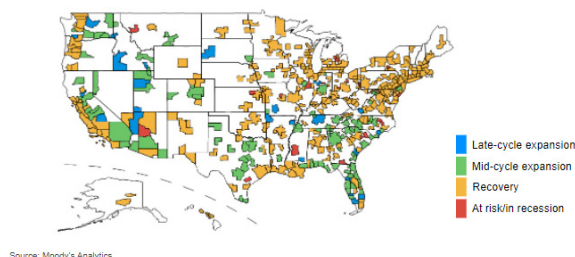 Late-cycle expansion
Mid-cycle expansion
Recovery
At risk/in recession
Source: Moody's Analytics